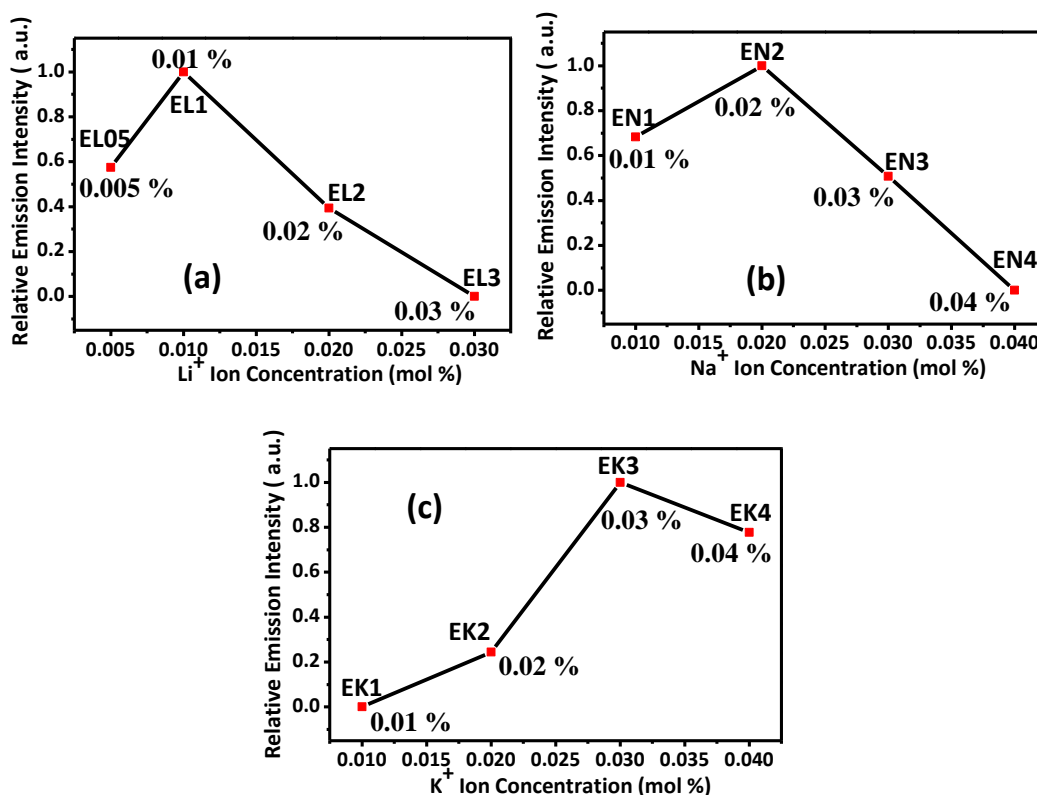 Relative Emission Intensity ( a.u.)
1.0
0.8
0.6
0.4
0.2
0.0
0.01 %
EL1
EL05
0.005 %
EL2
0.02 %
(a)
EL3
0.03 %
0.005 0.010 0.015 0.020 0.025 0.030
Li+ Ion Concentration (mol %)
Relative Emission Intensity ( a.u.)
1.0
0.8
0.6
0.4
0.2
0.0
EN2
0.02 %
EN1
0.01 %
EN3
0.03 %
(b)
EN4
0.04 %
0.010 0.015 0.020 0.025 0.030 0.035 0.040
Na+ Ion Concentration (mol %)
Relative Emission Intensity ( a.u.)
1.0
0.8
0.6
0.4
0.2
0.0
(c)
EK3
0.03 %
EK4
0.04 %
EK2
0.02 %
EK1
0.01 %
0.010 0.015 0.020 0.025 0.030 0.035 0.040
K+ Ion Concentration (mol %)